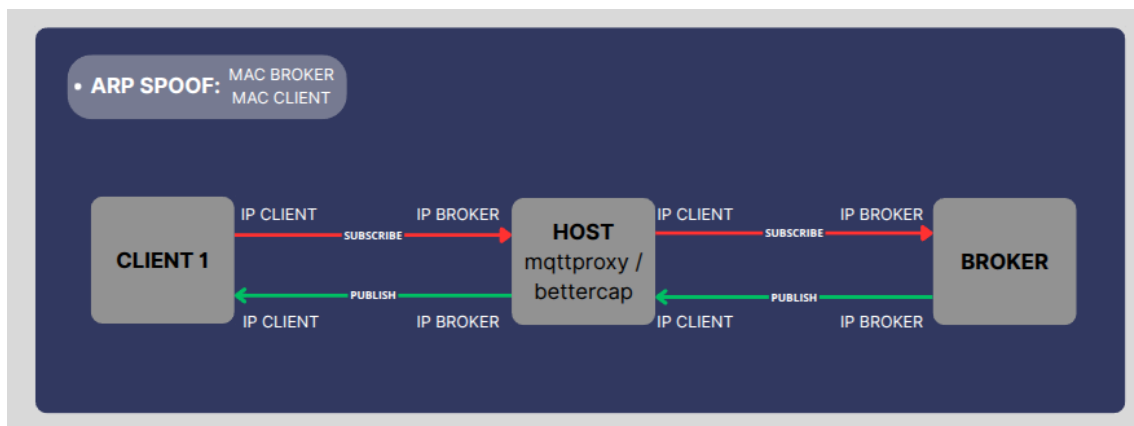 • ARP SPOOF: MAC BROKER
MAC CLIENT
IP CLIENT IP BROKER IP CLIENT IP BROKER
SUBSCRIBE SUBSCRIBE
CLIENT 1
HOST
mqttproxy /
bettercap
BROKER
PUBLISH PUBLISH
IP CLIENT IP BROKER IP CLIENT IP BROKER